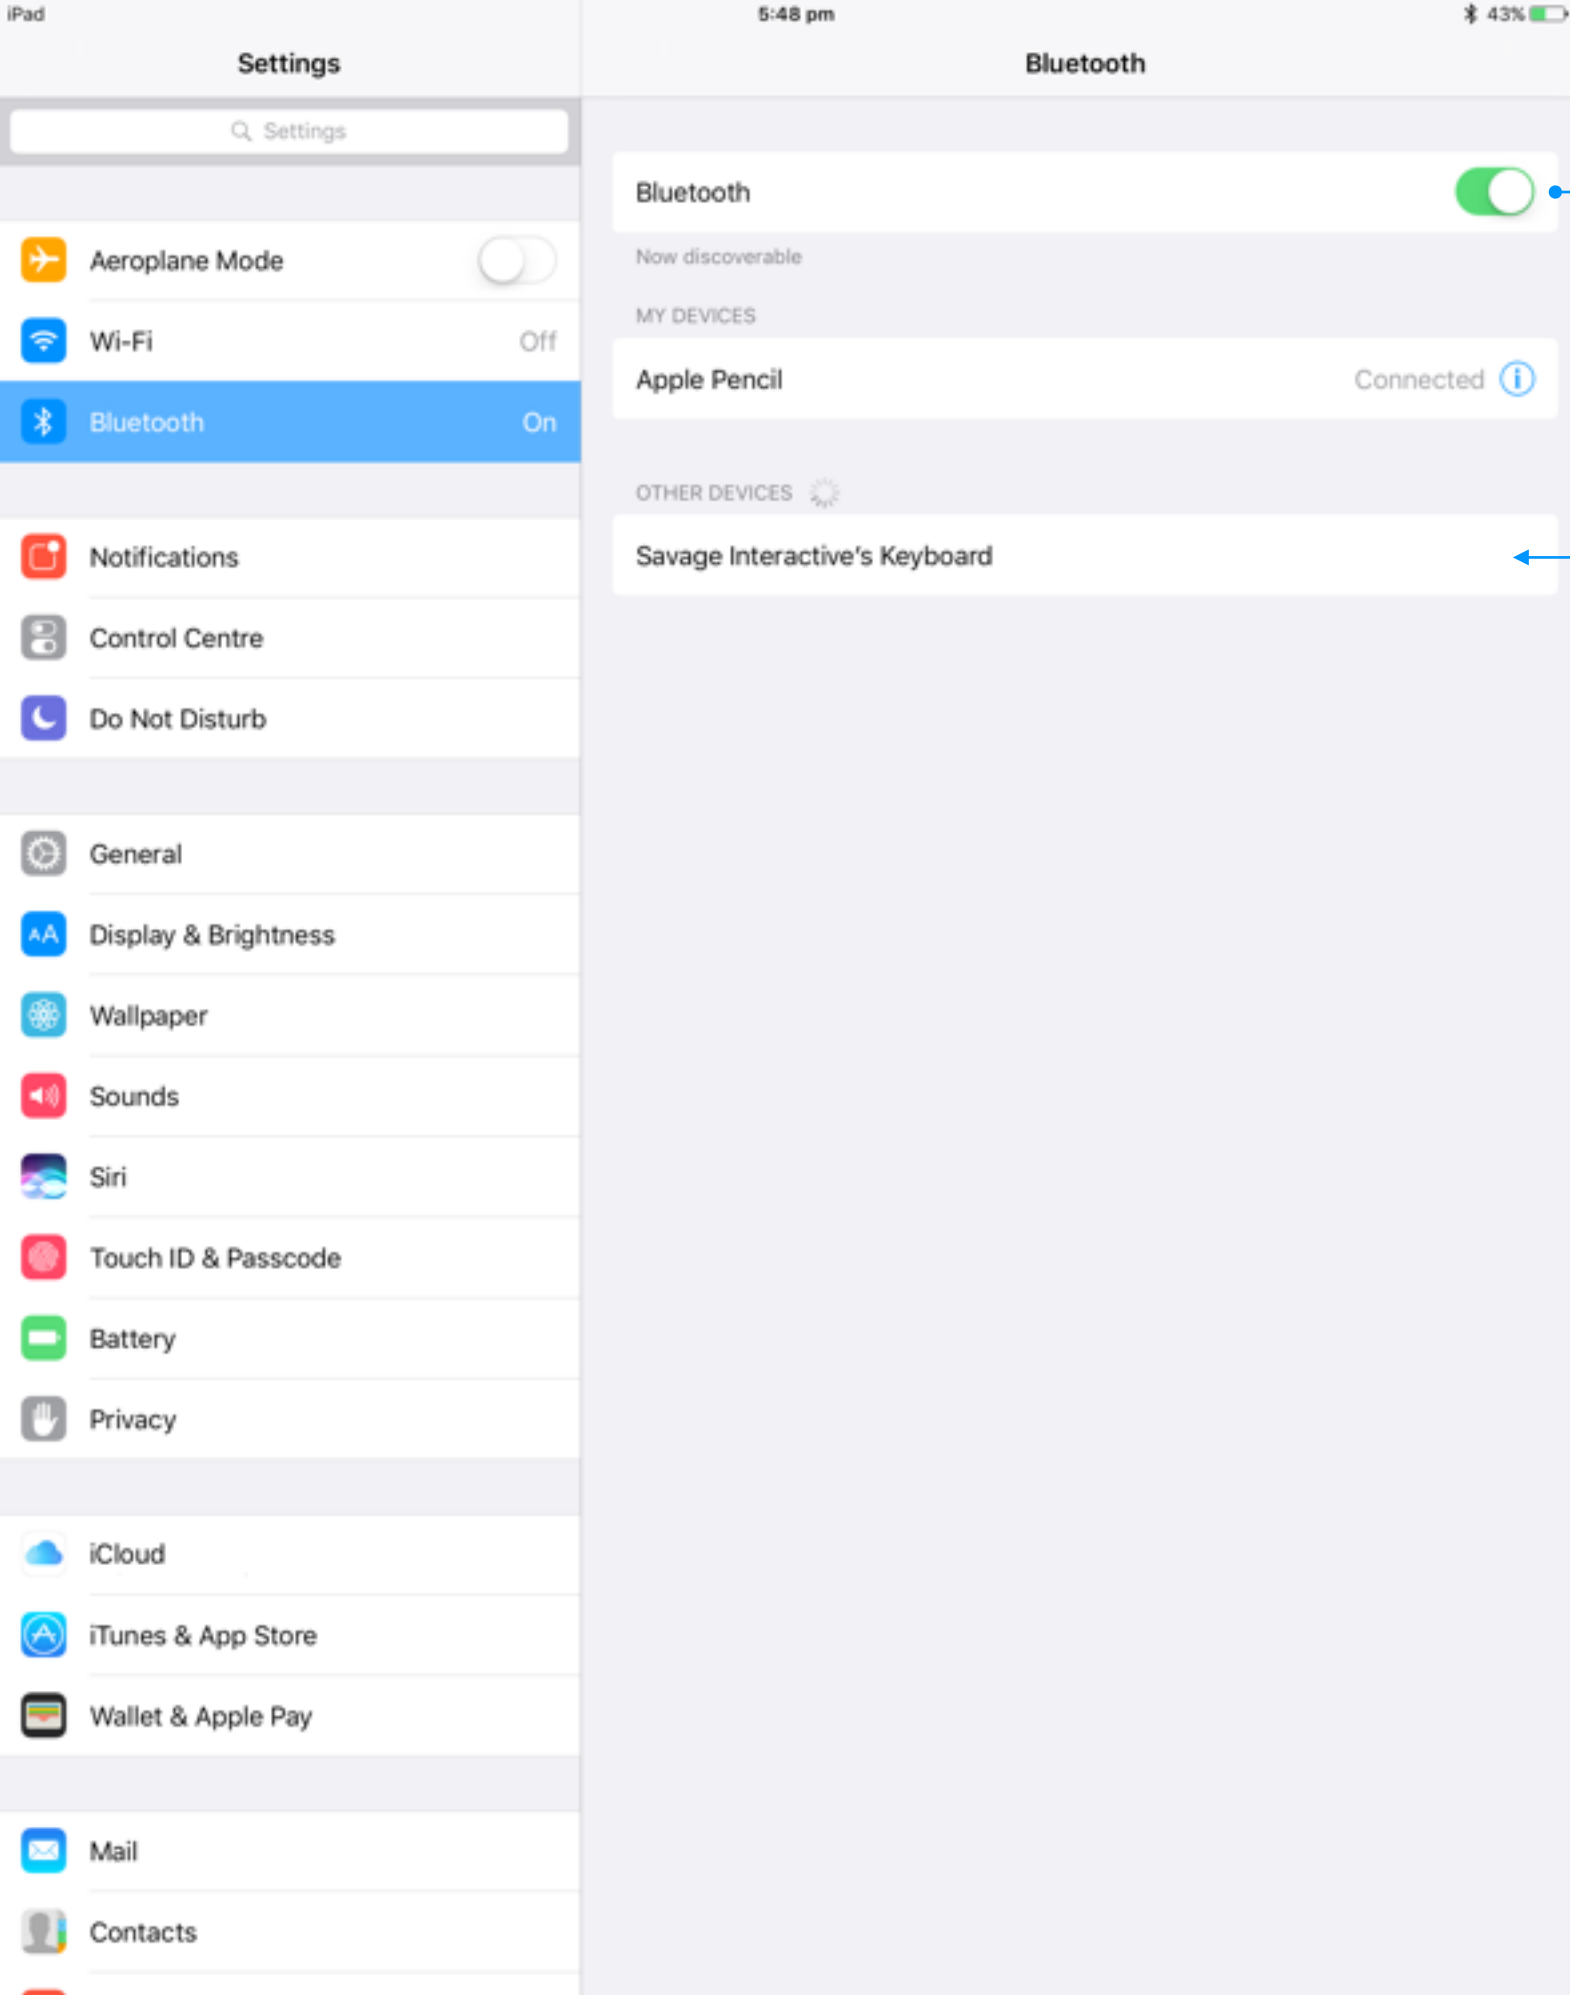 iPad
5:48 pm
43%
Settings
Settings
Aeroplane Mode
Wi-Fi
Off
Bluetooth
On
Notifications
Control Centre
Do Not Disturb
General
AA
Display & Brightness
Wallpaper
Sounds
Siri
Touch ID & Passcode
Battery
Privacy
iCloud
iTunes & App Store
Wallet & Apple Pay
Mail
Contacts
Bluetooth
Bluetooth
Now discoverable
MY DEVICES
Apple Pencil
Connected
OTHER DEVICES
Savage Interactive's Keyboard